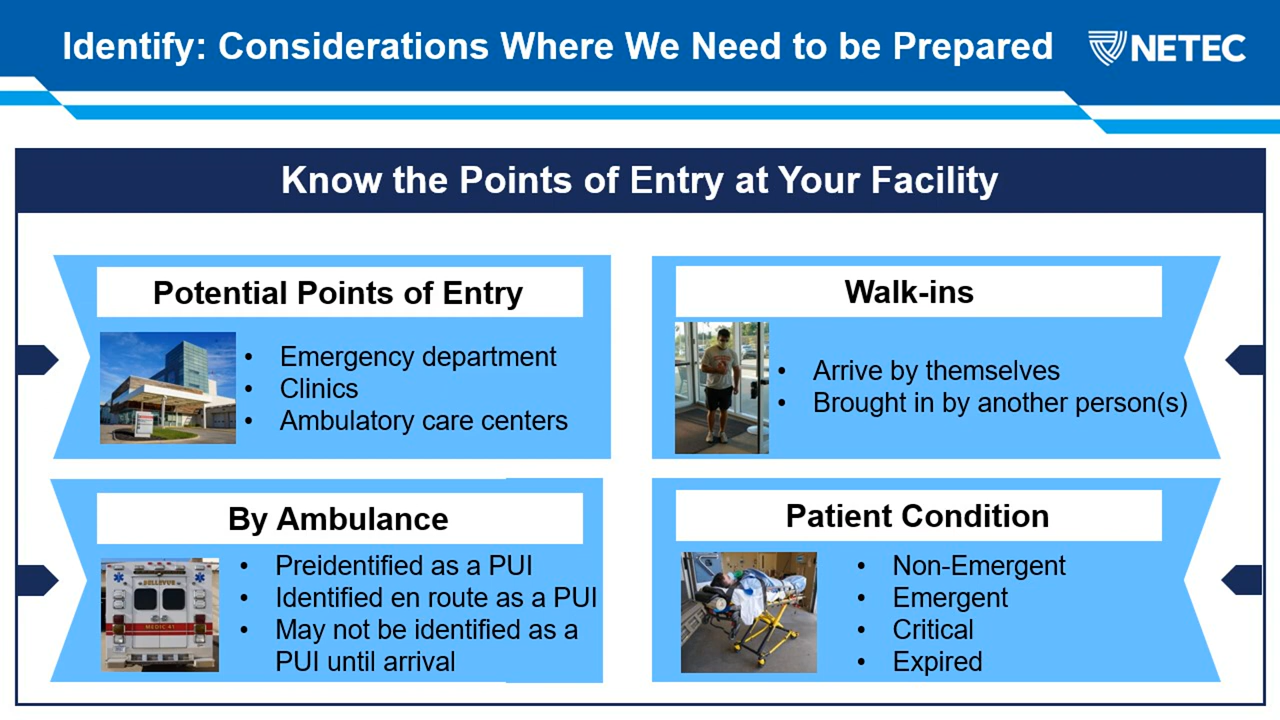 Identify: Considerations Where We Need to be Prepared
NETEC
Know the Points of Entry at Your Facility
Potential Points of Entry
• Emergency department
• Clinics
• Ambulatory care centers
Walk-ins
• Arrive by themselves
• Brought in by another person(s)
By Ambulance
BELLEVUE
MEDIC 41
• Preidentified as a PUI
• Identified en route as a PUI
• May not be identified as a
PUI until arrival
Patient Condition
• Non-Emergent
• Emergent
• Critical
• Expired